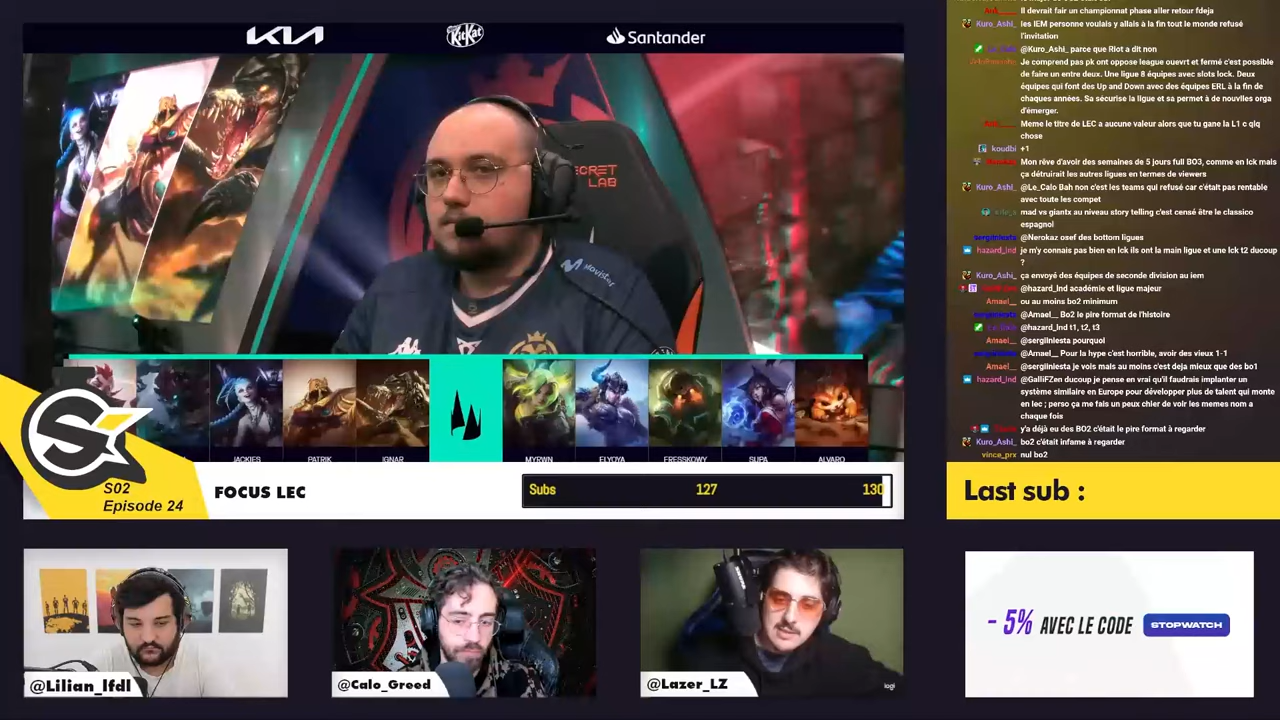 KIA
KitKat
Santander
SECRET
LAB
Movistar
JACKIES
PATRIK
IGNAR
MYRWN
ELYOYA
FRESSKOWY
SUPA
ALVARO
S02
Episode 24
FOCUS LEC
Subs
127
130
@Lilian_lfdl
@Calo_Greed
@Lazer_LZ
logi
Il devrait faire un championnat phase aller retour fdeja
Kuro_Ashi_ les IEM personne voulais y allais à la fin tout le monde refusé
l'invitation
@Kuro_Ashi_ parce que Riot a dit non
Je comprend pas pk ont oppose league ouevrt et fermé c'est possible
de faire un entre deux. Une ligue 8 équipes avec slots lock. Deux
équipes qui font des Up and Down avec des équipes ERL à la fin de
chaques années. Sa sécurise la ligue et sa permet à de nouvlles orga
d'émerger.
Meme le titre de LEC a aucune valeur alors que tu gane la L1 c qlq
chose
koudbi +1
Mon rêve d'avoir des semaines de 5 jours full BO3, comme en lck mais
ça détruirait les autres ligues en termes de viewers
Kuro_Ashi_ @Le_Calo Bah non c'est les teams qui refusé car c'était pas rentable
avec toute les compet
mad vs giantx au niveau story telling c'est censé être le classico
espagnol
sergiiniesta @Nerokaz osef des bottom ligues
hazard_lnd je m'y connais pas bien en lck ils ont la main ligue et une lck t2 ducoup
?
Kuro_Ashi_ ça envoyé des équipes de seconde division au iem
@hazard_lnd académie et ligue majeur
Amael__ ou au moins bo2 minimum
sergiiniesta @Amael__ Bo2 le pire format de l'histoire
@hazard_lnd t1, t2, t3
Amael__ @sergiiniesta pourquoi
@Amael__ Pour la hype c'est horrible, avoir des vieux 1-1
Amael__ @sergiiniesta je vois mais au moins c'est deja mieux que des bo1
hazard_lnd @GalliFZen ducoup je pense en vrai qu'il faudrais implanter un
système similaire en Europe pour développer plus de talent qui monte
en lec ; perso ça me fais un peux chier de voir les memes nom a
chaque fois
y'a déjà eu des BO2 c'était le pire format à regarder
Kuro_Ashi_ bo2 c'était infame à regarder
vince_prx nul bo2
Last sub :
- 5% AVEC LE CODE STOPWATCH